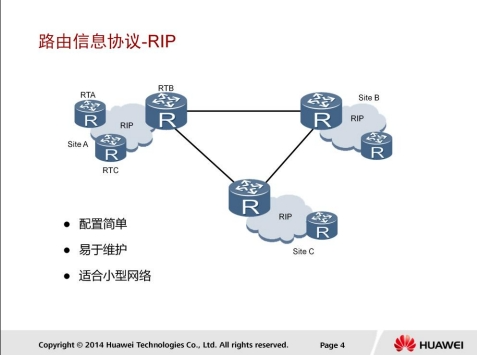 路由信息协议-RIP
RTB
RTA
Site B
R
RIP
R
R
RIP
Site A
R
R
RTC
R
RIP
R
Site C
● 配置简单
● 易于维护
● 适合小型网络
Copyright © 2014 Huawei Technologies Co., Ltd. All rights reserved.
Page 4
HUAWEI